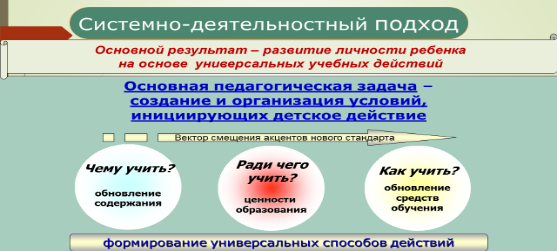 Системно-деятельностный подход
Основной результат – развитие личности ребенка
на основе универсальных учебных действий
Основная педагогическая задача –
создание и организация условий,
инициирующих детское действие
Вектор смещения акцентов нового стандарта
Чему учить?
обновление
содержания
Ради чего
учить?
ценности
образования
Как учить?
обновление
средств
обучения
формирование универсальных способов действий